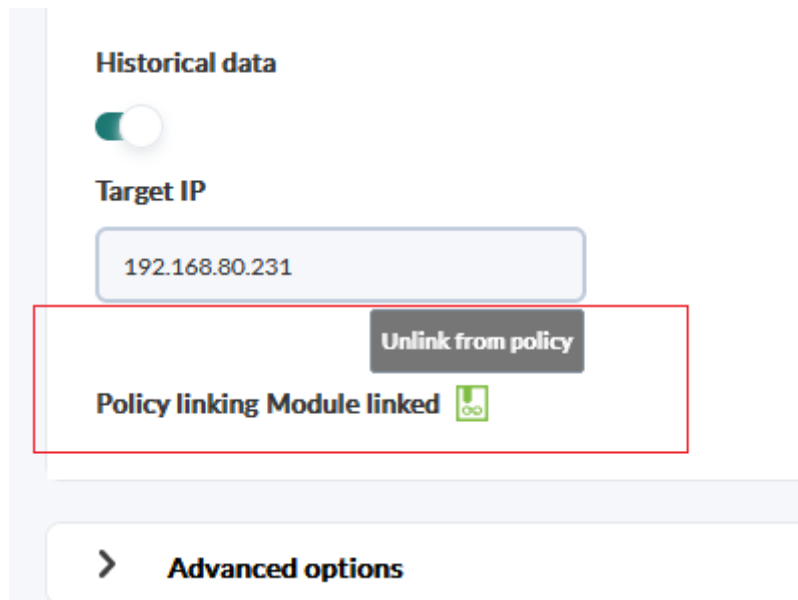 Historical data
Target IP
192.168.80.231
Unlink from policy
Policy linking Module linked
Advanced options